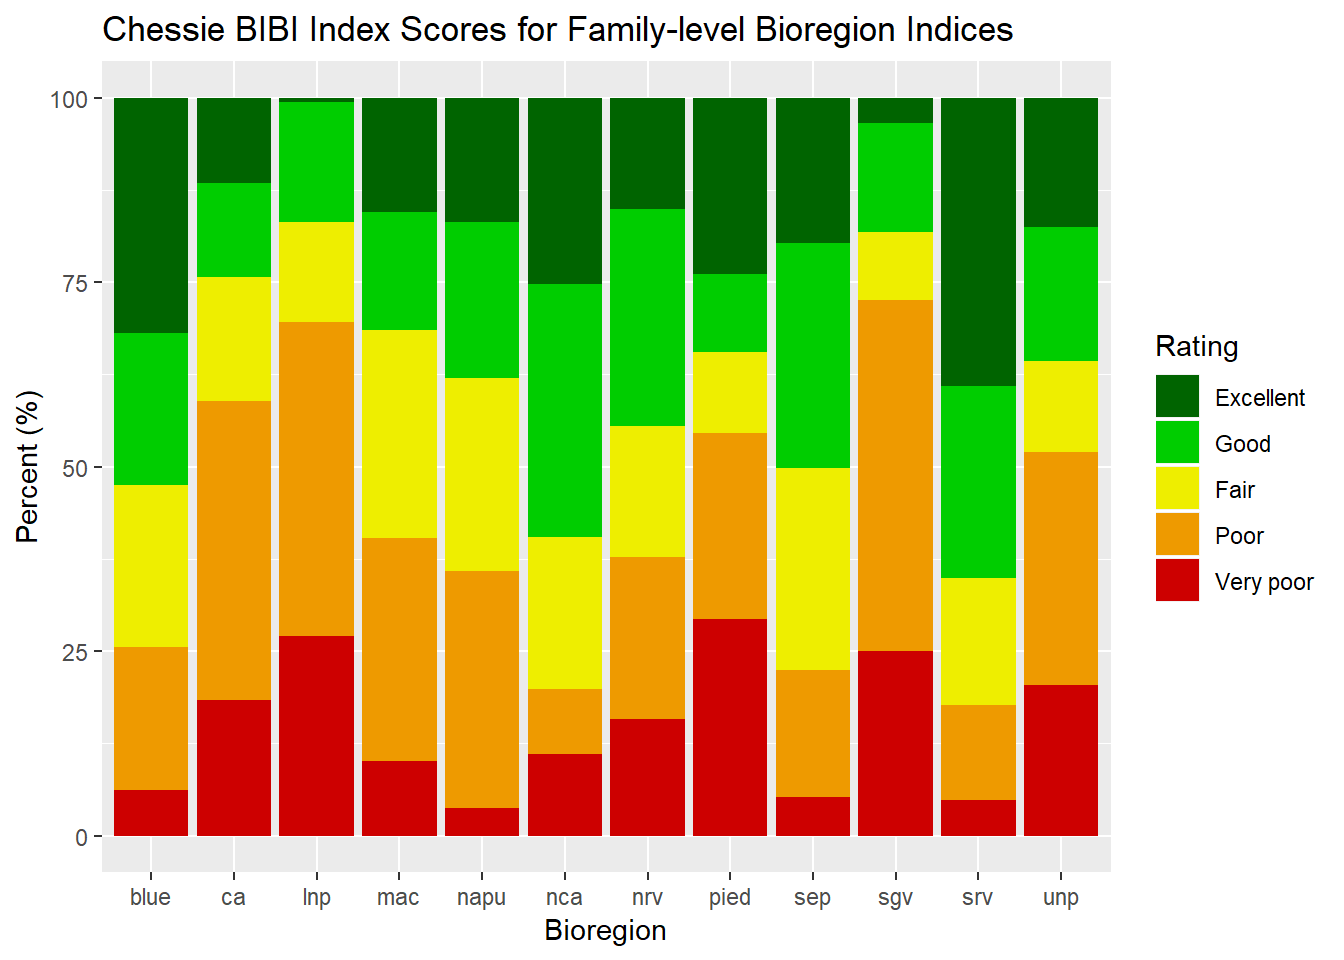 Chessie BIBI Index Scores for Family-level Bioregion Indices
Percent (%)
100
75
50
25
0
blue ca lnp mac napu nca nrv pied sep sgv srv unp
Bioregion
Rating
Excellent
Good
Fair
Poor
Very poor